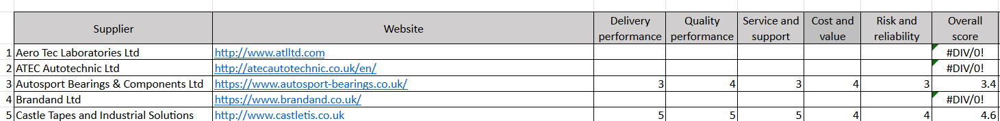 Supplier Website Delivery performance Quality performance Service and support Cost and value Risk and reliability Overall score
1 Aero Tec Laboratories Ltd http://www.atlltd.com #DIV/0!
2 ATEC Autotechnic Ltd http://atecautotechnic.co.uk/en/ #DIV/0!
3 Autosport Bearings & Components Ltd https://www.autosport-bearings.co.uk/ 3 4 3 4 3 3.4
4 Brandand Ltd https://www.brandand.co.uk/ #DIV/0!
5 Castle Tapes and Industrial Solutions http://www.castletis.co.uk 5 5 5 4 4 4.6